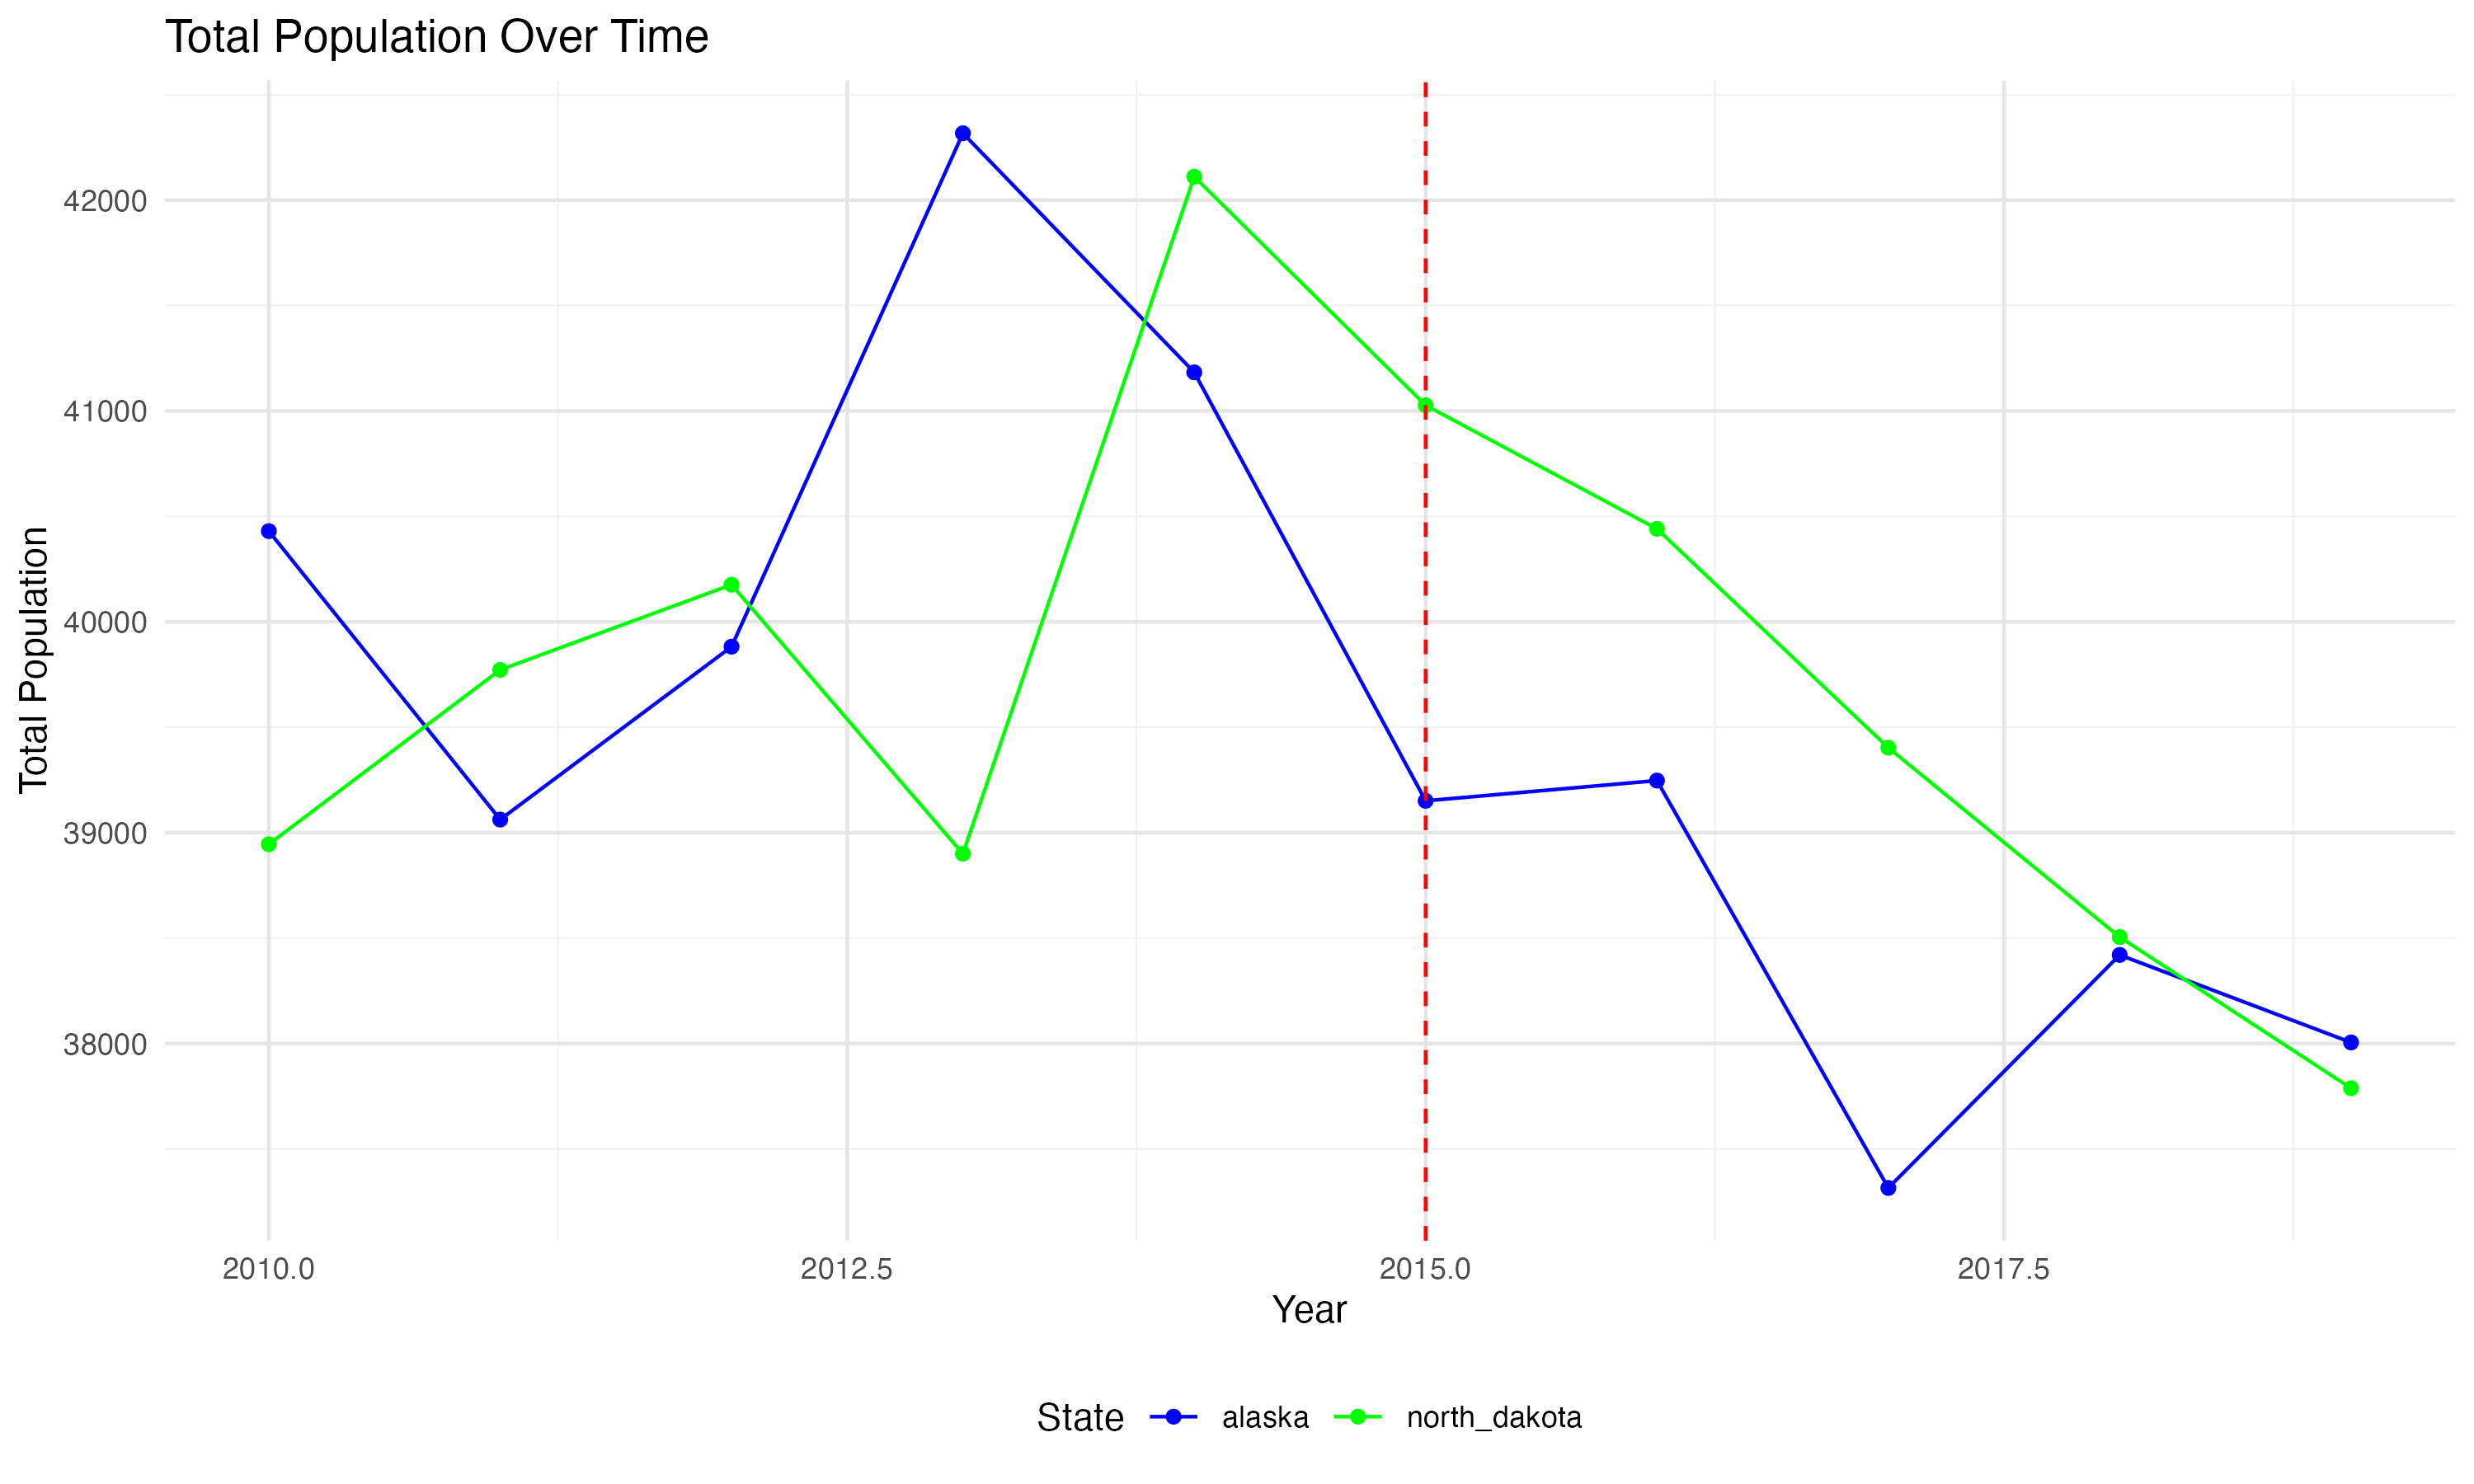 Total Population Over Time
Total Population
42000
41000
40000
39000
38000
2010.0 2012.5 2015.0 2017.5
Year
State alaska north_dakota